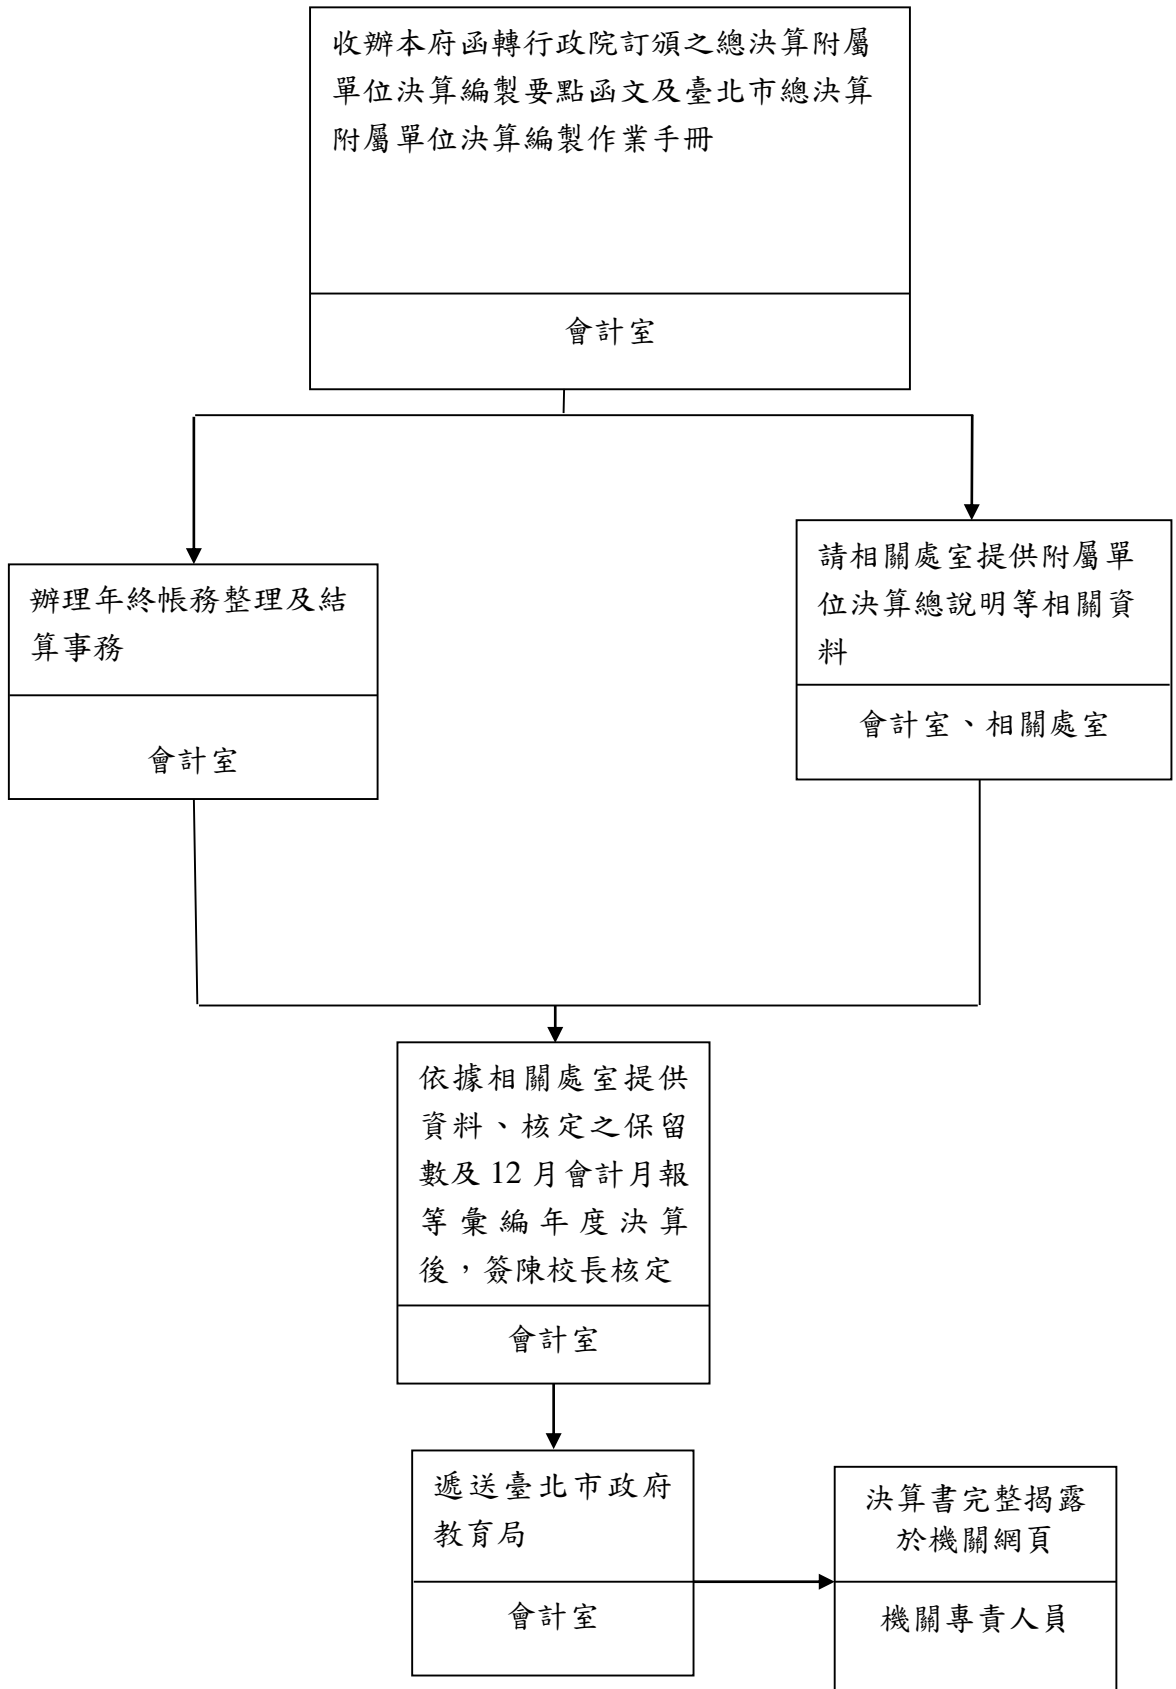 收辦本府函轉行政院訂頒之總決算附屬
單位決算編製要點函文及臺北市總決算
附屬單位決算編製作業手冊
會計室
辦理年終帳務整理及結
算事務
會計室
請相關處室提供附屬單
位決算總說明等相關資
料
會計室、相關處室
依據相關處室提供
資料、核定之保留
數及 12 月會計月報
等彙編年度決算
後，簽陳校長核定
會計室
遞送臺北市政府
教育局
會計室
決算書完整揭露
於機關網頁
機關專責人員